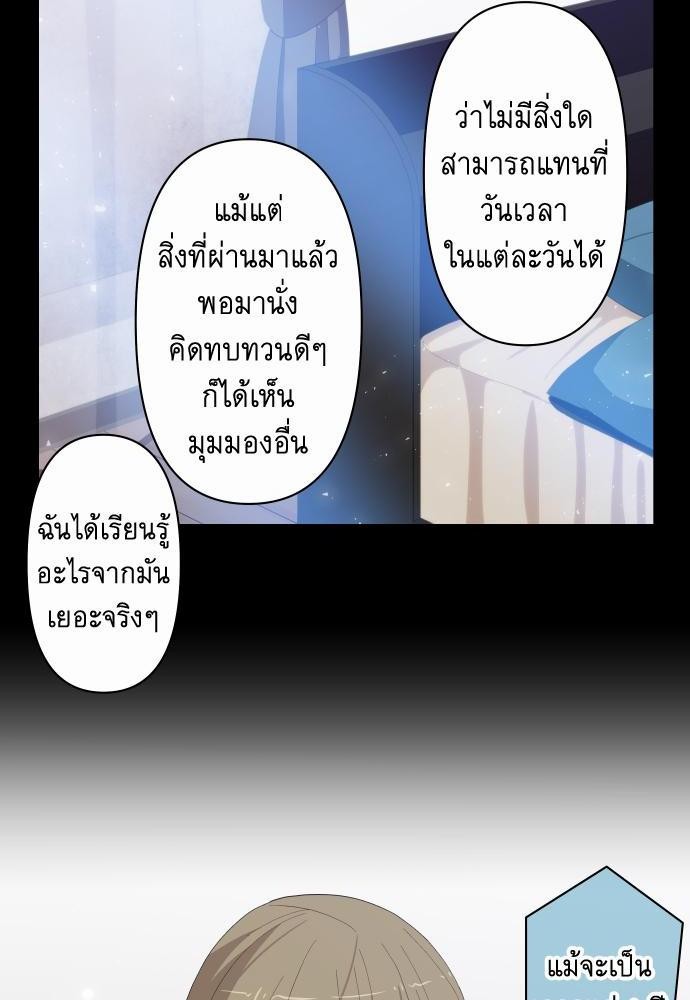 ว่าไม่มีสิ่งใด
สามารถแทนที่
วันเวลา
ในแต่ละวันได้
แม้แต่
สิ่งที่ผ่านมาแล้ว
พอมานั่ง
คิดทบทวนดีๆ
ก็ได้เห็น
มุมมองอื่น
ฉันได้เรียนรู้
อะไรจากมัน
เยอะจริงๆ
แม้จะเป็น